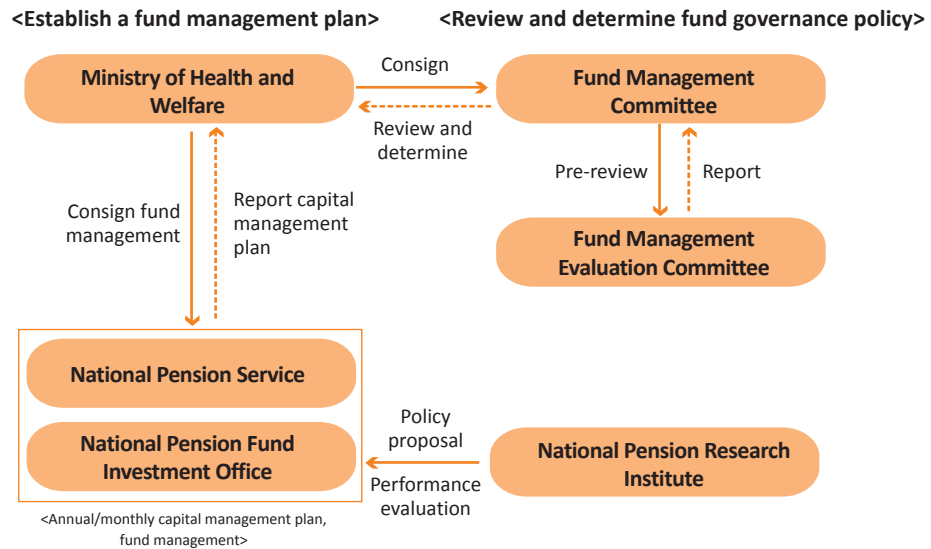 <Establish a fund management plan>
<Review and determine fund governance policy>
Ministry of Health and
Welfare
Consign
Review and
determine
Fund Management
Committee
Consign fund
management
Report capital
management
plan
Pre-review
Report
Fund Management
Evaluation Committee
National Pension Service
National Pension Fund
Investment Office
Policy
proposal
Performance
evaluation
National Pension Research
Institute
<Annual/monthly capital management plan,
fund management>